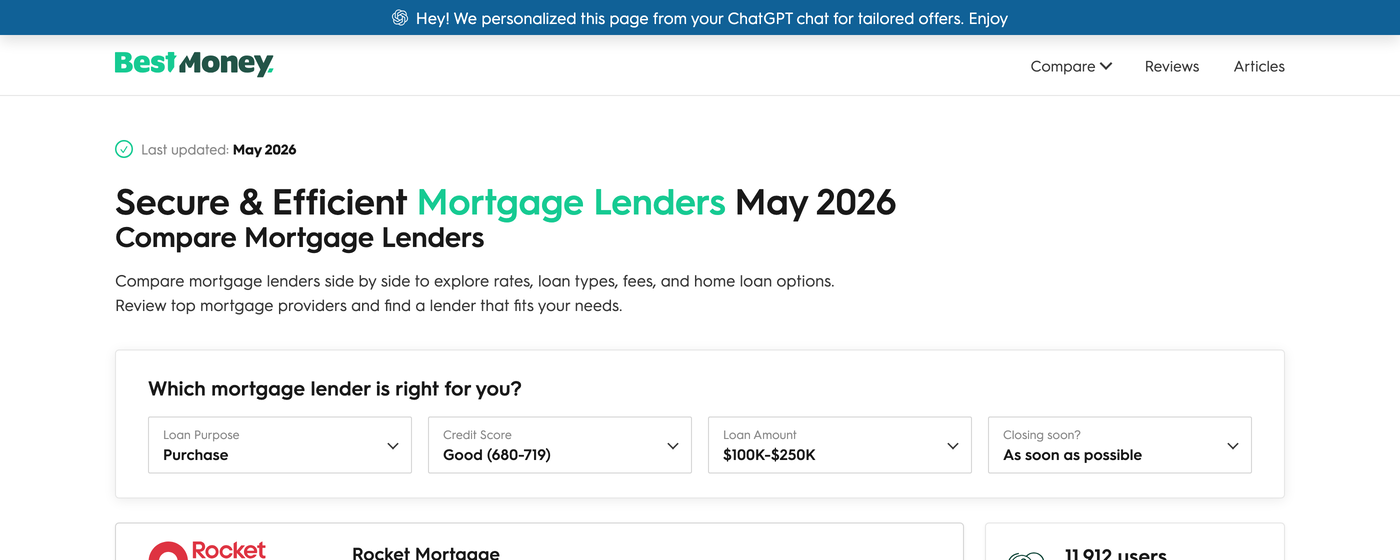 Hey! We personalized this page from your ChatGPT chat for tailored offers. Enjoy
BestMoney
Compare
Reviews
Articles
Last updated: May 2026
Secure & Efficient Mortgage Lenders May 2026
Compare Mortgage Lenders
Compare mortgage lenders side by side to explore rates, loan types, fees, and home loan options.
Review top mortgage providers and find a lender that fits your needs.
Which mortgage lender is right for you?
Loan Purpose
Purchase
Credit Score
Good (680-719)
Loan Amount
$100K-$250K
Closing soon?
As soon as possible
Rocket
Rocket Mortgage
11,912 users